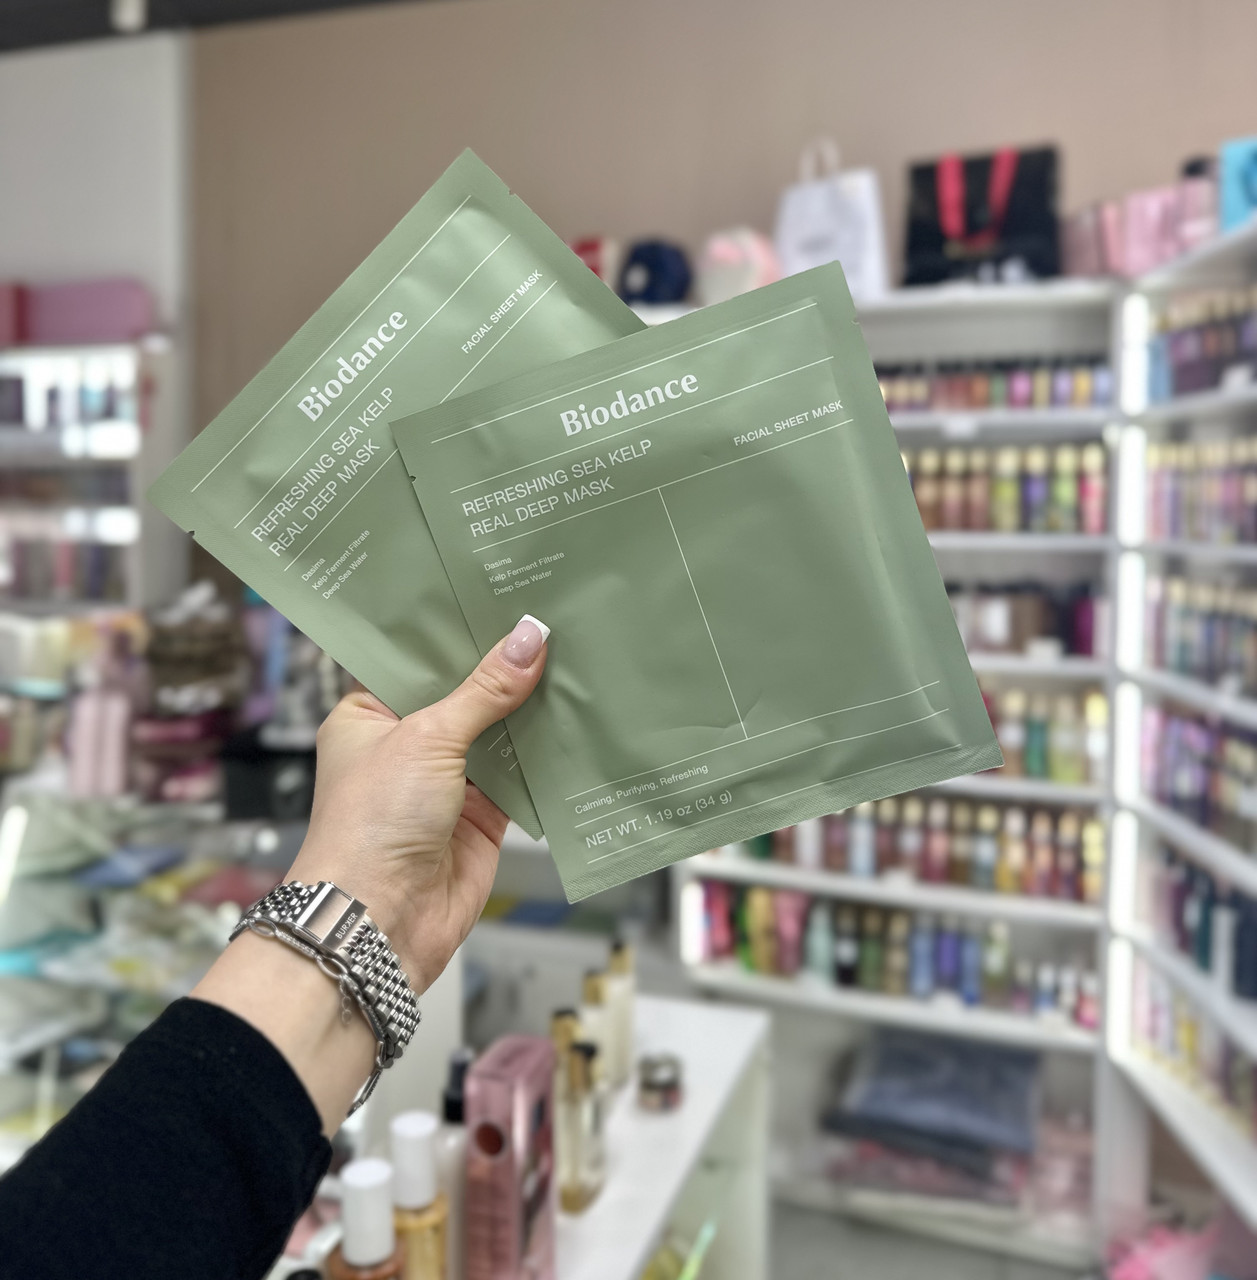 Biodance
FACIAL SHEET MASK
REFRESHING SEA KELP
REAL DEEP MASK
Dasima
Kelp Ferment Filtrate
Deep Sea Water
Biodance
FACIAL SHEET MASK
REFRESHING SEA KELP
REAL DEEP MASK
Dasima
Kelp Ferment Filtrate
Deep Sea Water
Calming, Purifying, Refreshing
NET WT. 1.19 oz (34 g)
BURXER